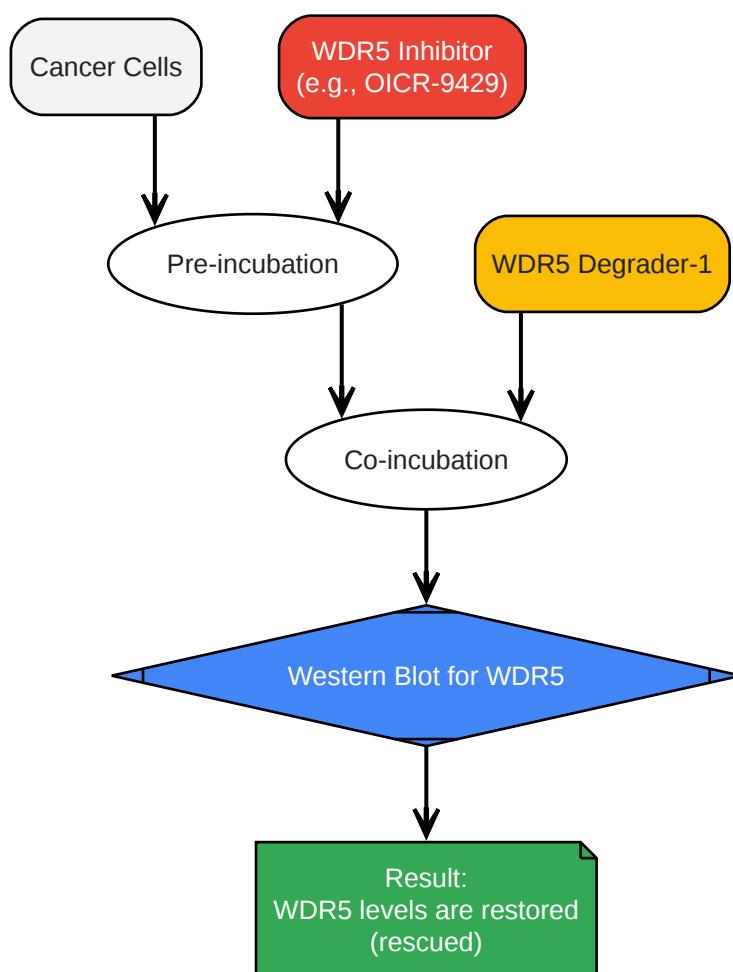 Cancer Cells
WDR5 Inhibitor
(e.g., OICR-9429)
Pre-incubation
WDR5 Degrader-1
Co-incubation
Western Blot for WDR5
Result:
WDR5 levels are restored
(rescued)